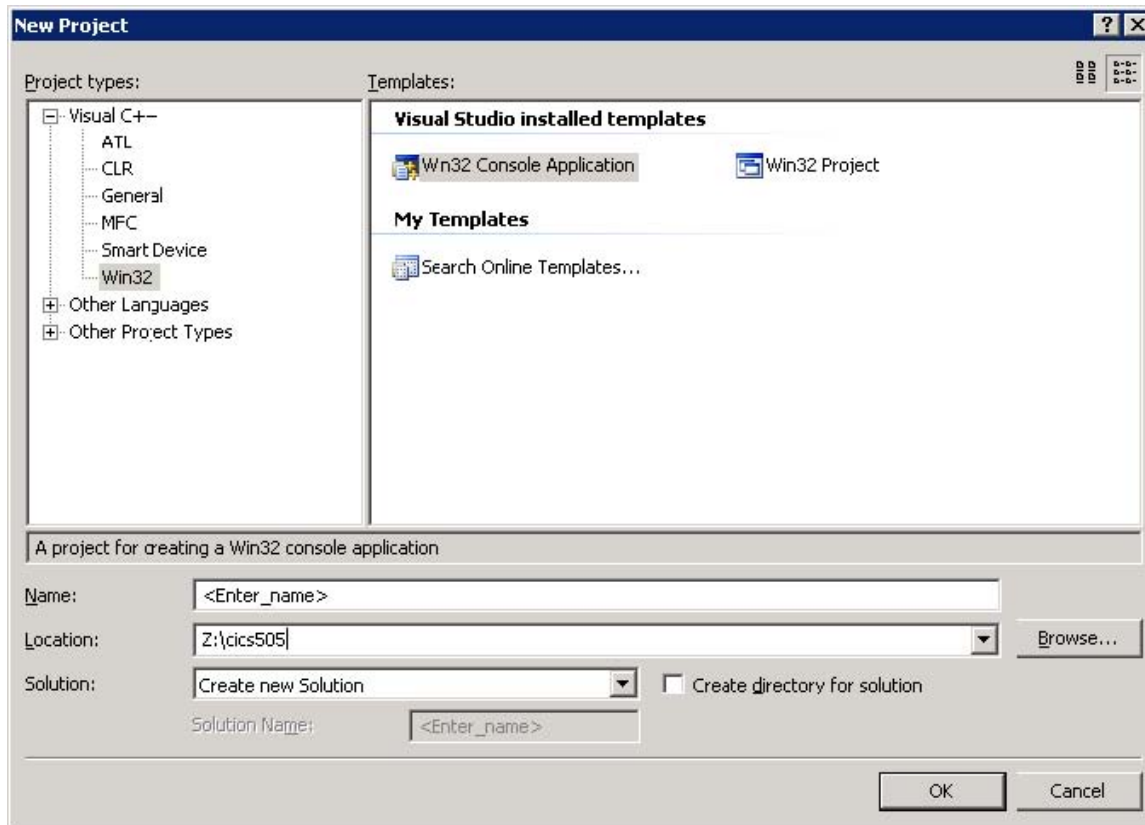 New Project
Project types:
Templates:
Visual C++
ATL
CLR
General
MFC
Smart Device
Win32
Other Languages
Other Project Types
Visual Studio installed templates
Wn32 Console Application
Win32 Project
My Templates
Search Online Templates...
A project for creating a Win32 console application
Name:
<Enter_name>
Location:
Z:\cics505
Browse...
Solution:
Create new Solution
Create directory for solution
Solution Name:
<Enter_name>
OK
Cancel